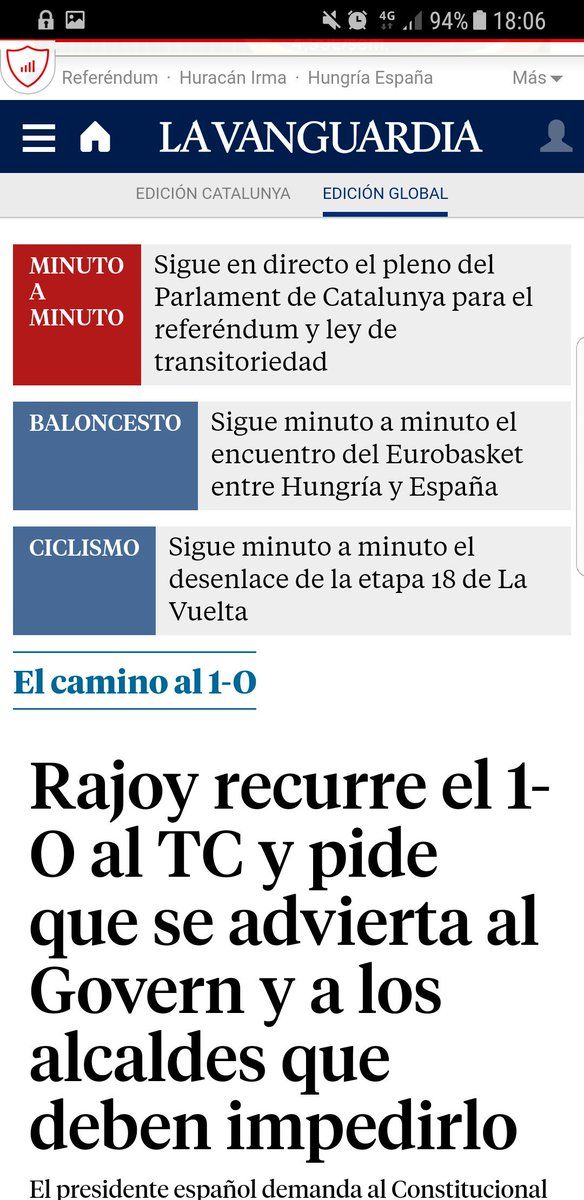 4G 94% 18:06
Referéndum · Huracán Irma · Hungría España Más
LA VANGUARDIA
EDICIÓN CATALUNYA EDICIÓN GLOBAL
MINUTO
A
MINUTO
Sigue en directo el pleno del
Parlament de Catalunya para el
referéndum y ley de
transitoriedad
BALONCESTO
Sigue minuto a minuto el
encuentro del Eurobasket
entre Hungría y España
CICLISMO
Sigue minuto a minuto el
desenlace de la etapa 18 de La
Vuelta
El camino al 1-O
Rajoy recurre el 1-
O al TC y pide
que se advierta al
Govern y a los
alcaldes que
deben impedirlo
El presidente español demanda al Constitucional